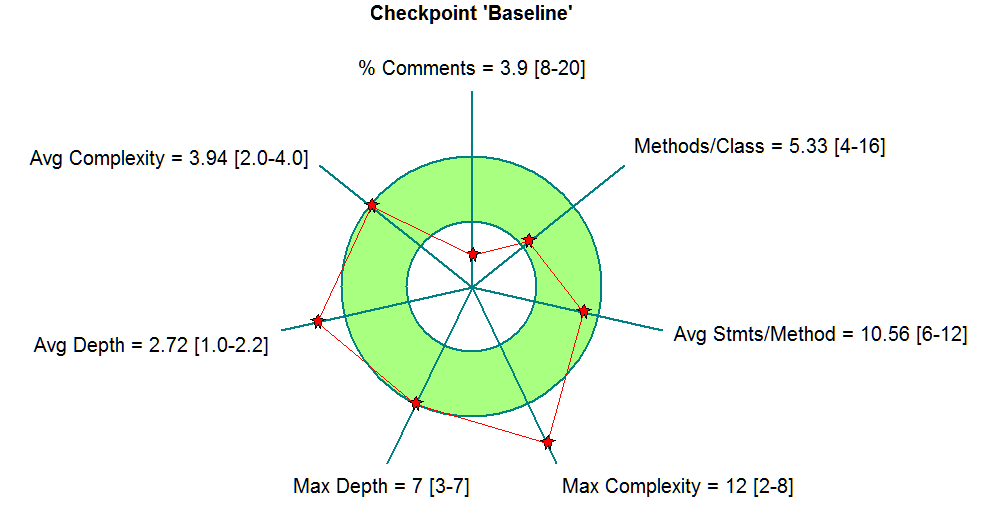 Checkpoint 'Baseline'
% Comments = 3.9 [8-20]
Methods/Class = 5.33 [4-16]
Avg Complexity = 3.94 [2.0-4.0]
Avg Stmts/Method = 10.56 [6-12]
Avg Depth = 2.72 [1.0-2.2]
Max Depth = 7 [3-7]
Max Complexity = 12 [2-8]